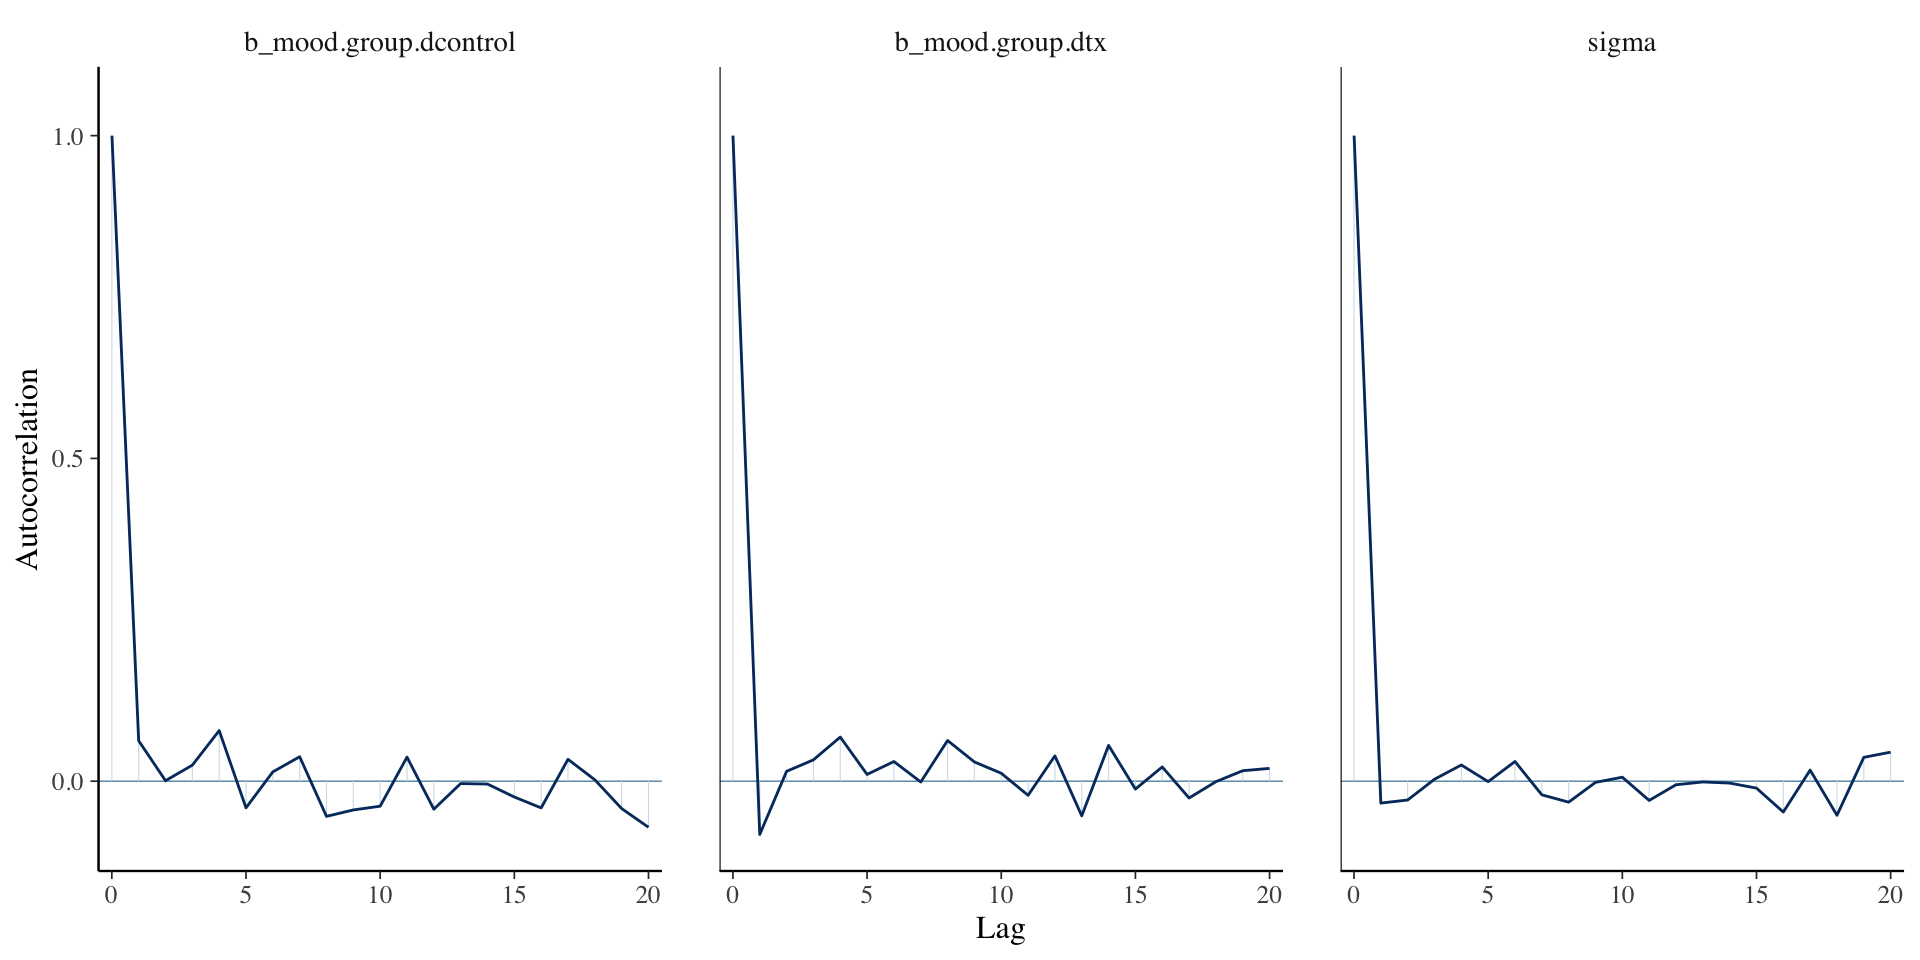 b_mood.group.dcontrol b_mood.group.dtx sigma
Autocorrelation
1.0
0.5
0.0
0 5 10 15 20 0 5 10 15 20 0 5 10 15 20
Lag